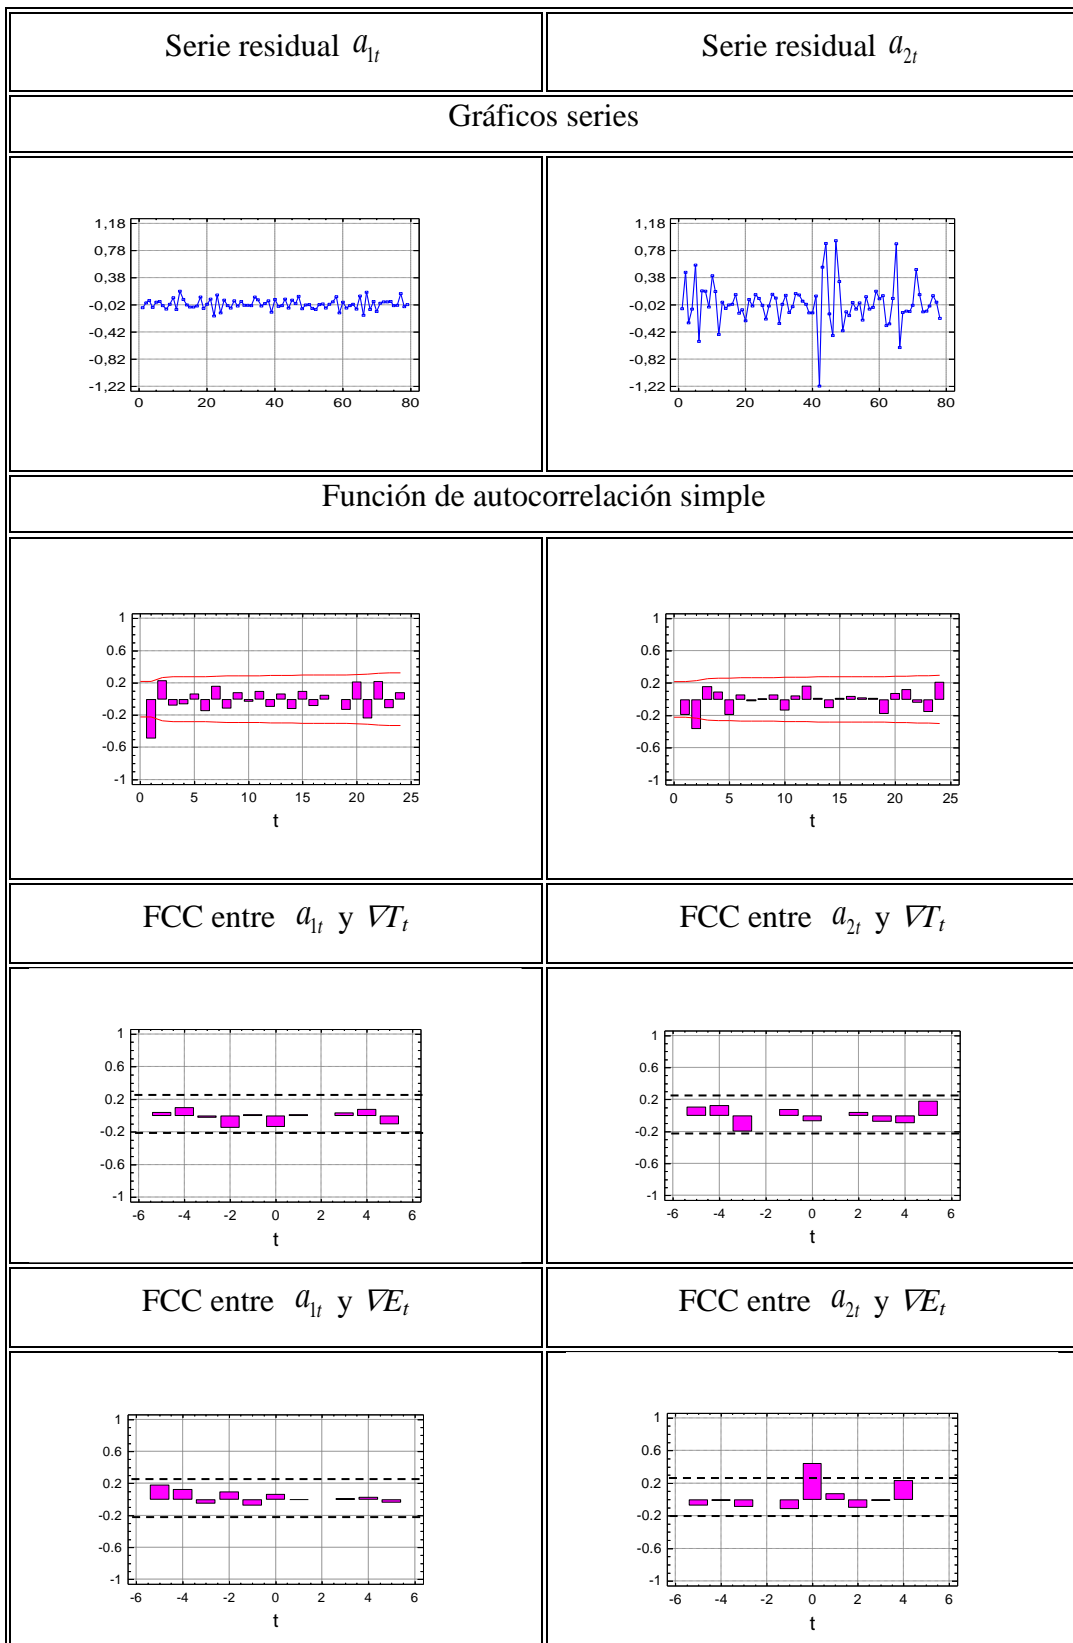 Serie residual a1t
Serie residual a2t
Gráficos series
1,18
0,78
0,38
-0,02
-0,42
-0,82
-1,22
0 20 40 60 80
1,18
0,78
0,38
-0,02
-0,42
-0,82
-1,22
0 20 40 60 80
Función de autocorrelación simple
1
0.6
0.2
-0.2
-0.6
-1
0 5 10 15 20 25
t
1
0.6
0.2
-0.2
-0.6
-1
0 5 10 15 20 25
t
FCC entre a1t y ∇Tt
FCC entre a2t y ∇Tt
1
0.6
0.2
-0.2
-0.6
-1
-6 -4 -2 0 2 4 6
t
1
0.6
0.2
-0.2
-0.6
-1
-6 -4 -2 0 2 4 6
t
FCC entre a1t y ∇Et
FCC entre a2t y ∇Et
1
0.6
0.2
-0.2
-0.6
-1
-6 -4 -2 0 2 4 6
t
1
0.6
0.2
-0.2
-0.6
-1
-6 -4 -2 0 2 4 6
t